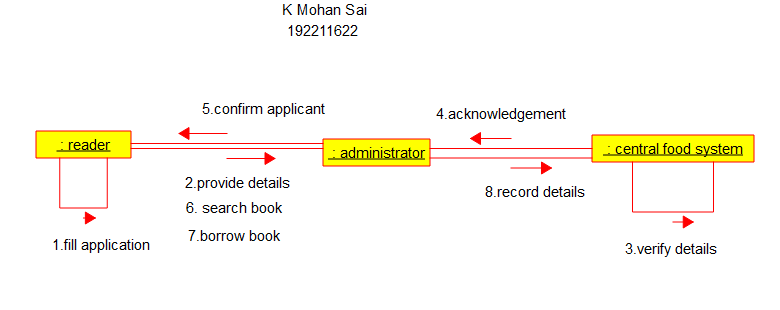 K Mohan Sai
192211622
5.confirm applicant
4.acknowledgement
: reader
: administrator
: central food system
2.provide details
6. search book
7.borrow book
8.record details
1.fill application
3.verify details